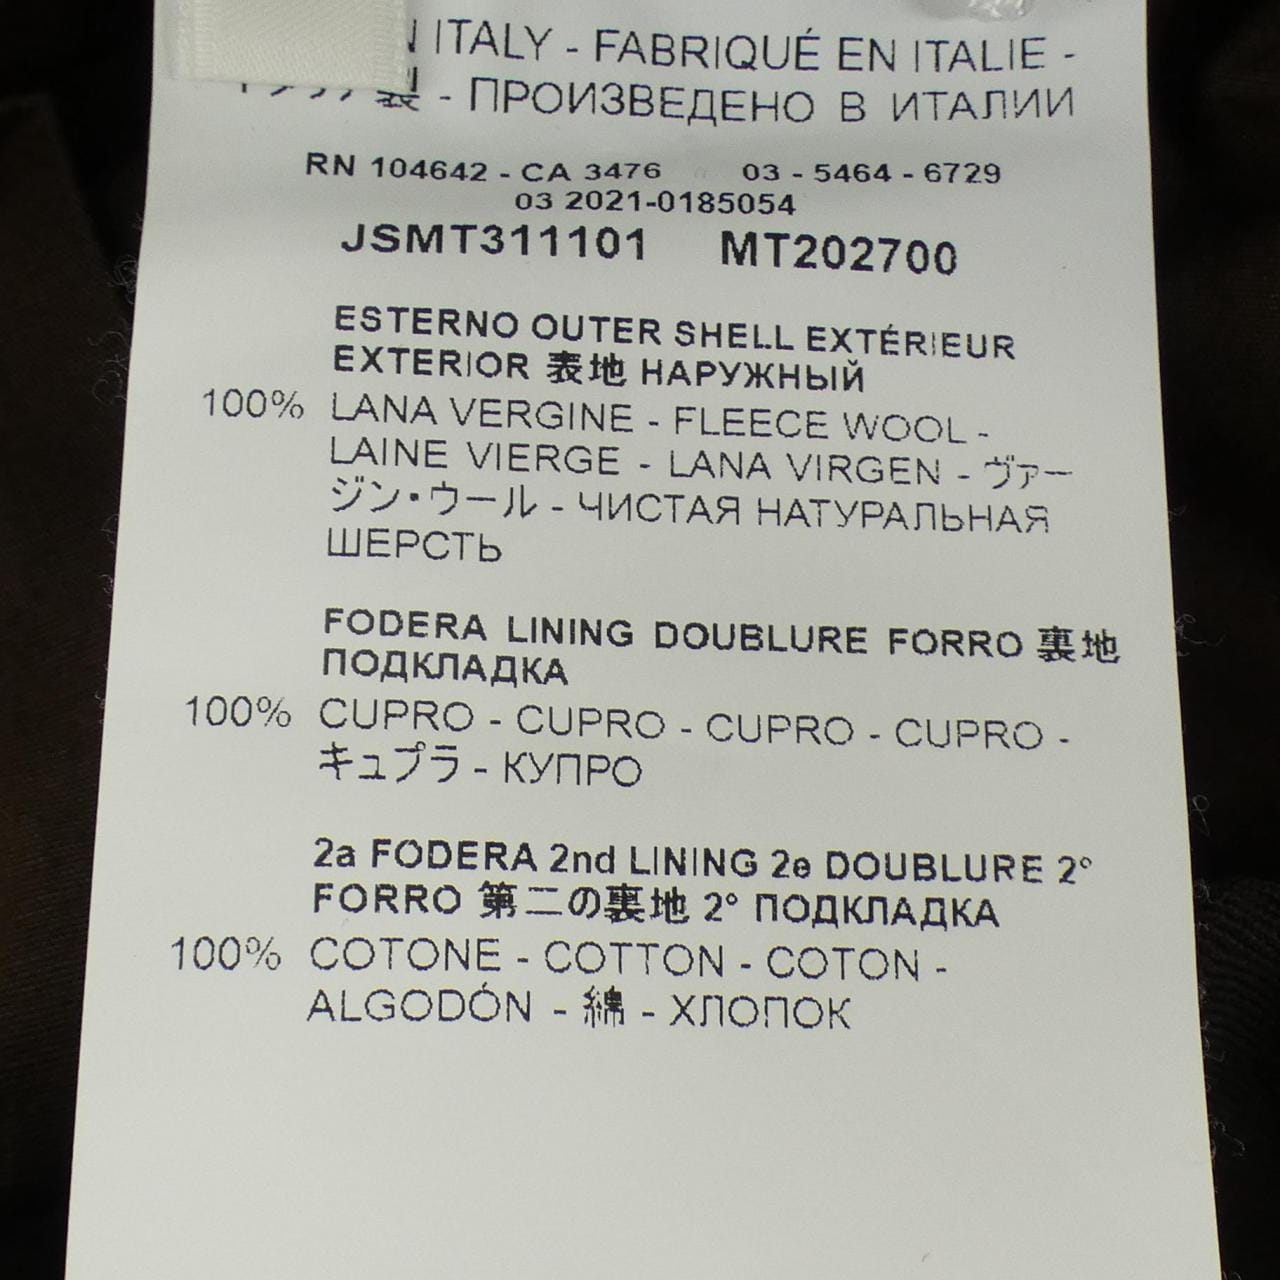 ITALY - FABRIQUÉ EN ITALIE -
製 - ПРОИЗВЕДЕНО В ИТАЛИИ
RN 104642 - CA 3476 03 - 5464 - 6729
03 2021-0185054
JSMT311101 MT202700
ESTERNO OUTER SHELL EXTÉRIEUR
EXTERIOR 表地 НАРУЖНЫЙ
100% LANA VERGINE - FLEECE WOOL -
LAINE VIERGE - LANA VIRGEN - ヴァー
ジン・ウール - ЧИСТАЯ НАТУРАЛЬНАЯ
ШЕРСТЬ
FODERA LINING DOUBLURE FORRO 裏地
ПОДКЛАДКА
100% CUPRO - CUPRO - CUPRO - CUPRO -
キュプラ - КУПРО
2a FODERA 2nd LINING 2e DOUBLURE 2°
FORRO 第二の裏地 2° ПОДКЛАДКА
100% COTONE - COTTON - COTON -
ALGODÓN - 綿 - ХЛОПОК